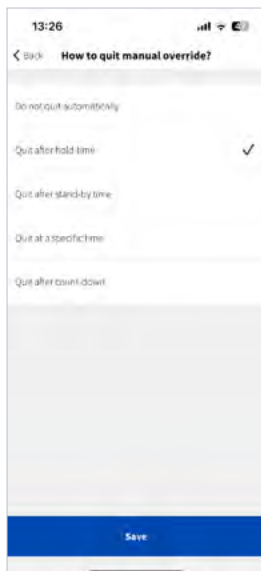 13:26
Back How to quit manual override?
Do not quit automatically
Quit after hold-time
Quit after stand-by time
Quit at a specific time
Quit after count-down
Save